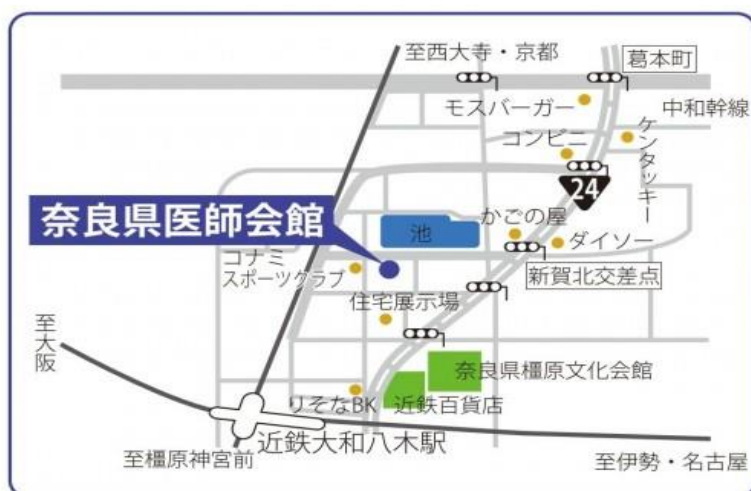 至西大寺・京都
葛本町
モスバーガー
中和幹線
コンビニ
ケンタッキー
24
奈良県医師会館
池
かごの屋
ダイソー
コナミ
スポーツクラブ
新賀北交差点
住宅展示場
至大阪
奈良県橿原文化会館
りそなBK
近鉄百貨店
近鉄大和八木駅
至橿原神宮前
至伊勢・名古屋